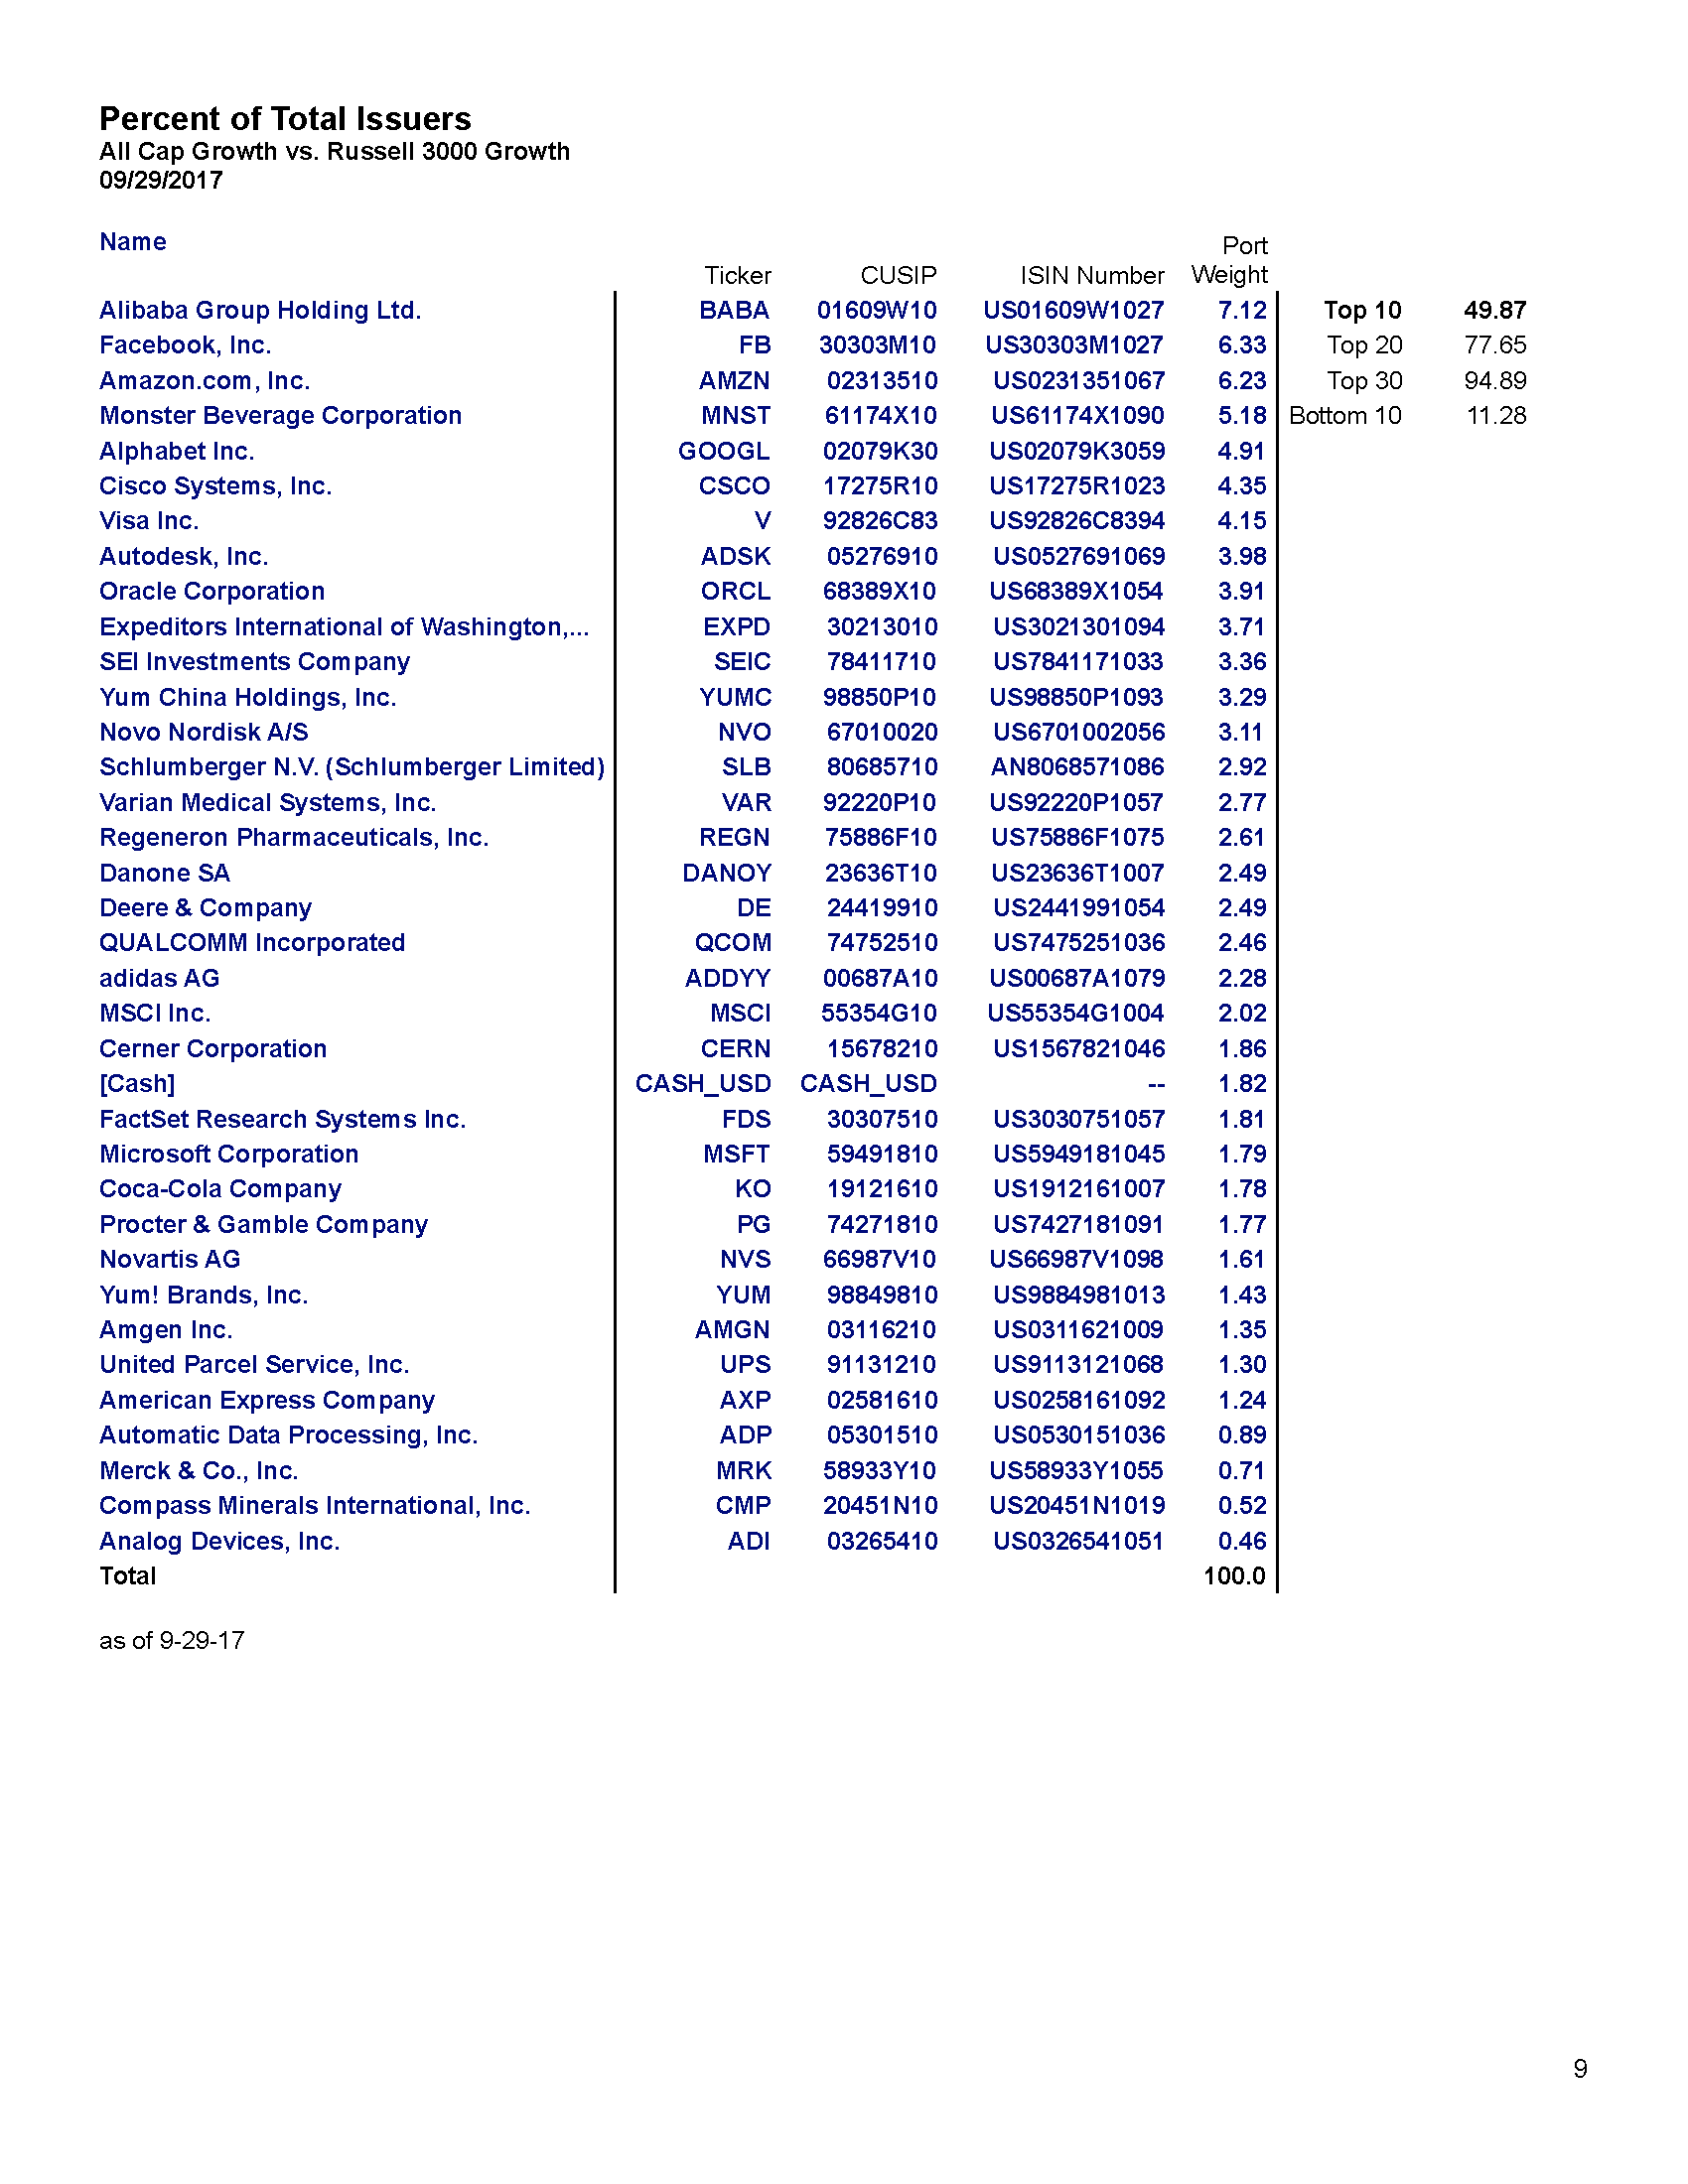 Percent of Total Issuers
All Cap Growth vs. Russell 3000 Growth
09/29/2017
Name Port
Ticker CUSIP ISIN Number Weight
Alibaba Group Holding Ltd. BABA 01609W10 US01609W1027 7.12 Top 10 49.87
Facebook, Inc. FB 30303M10 US30303M1027 6.33 Top 20 77.65
Amazon.com, Inc. AMZN 02313510 US0231351067 6.23 Top 30 94.89
Monster Beverage Corporation MNST 61174X10 US61174X1090 5.18 Bottom 10 11.28
Alphabet Inc. GOOGL 02079K30 US02079K3059 4.91
Cisco Systems, Inc. CSCO 17275R10 US17275R1023 4.35
Visa Inc. V 92826C83 US92826C8394 4.15
Autodesk, Inc. ADSK 05276910 US0527691069 3.98
Oracle Corporation ORCL 68389X10 US68389X1054 3.91
Expeditors International of Washington,... EXPD 30213010 US3021301094 3.71
SEI Investments Company SEIC 78411710 US7841171033 3.36
Yum China Holdings, Inc. YUMC 98850P10 US98850P1093 3.29
Novo Nordisk A/S NVO 67010020 US6701002056 3.11
Schlumberger N.V. (Schlumberger Limited) SLB 80685710 AN8068571086 2.92
Varian Medical Systems, Inc. VAR 92220P10 US92220P1057 2.77
Regeneron Pharmaceuticals, Inc. REGN 75886F10 US75886F1075 2.61
Danone SA DANOY 23636T10 US23636T1007 2.49
Deere & Company DE 24419910 US2441991054 2.49
QUALCOMM Incorporated QCOM 74752510 US7475251036 2.46
adidas AG ADDYY 00687A10 US00687A1079 2.28
MSCI Inc. MSCI 55354G10 US55354G1004 2.02
Cerner Corporation CERN 15678210 US1567821046 1.86
[Cash] CASH_USD CASH_USD -- 1.82
FactSet Research Systems Inc. FDS 30307510 US3030751057 1.81
Microsoft Corporation MSFT 59491810 US5949181045 1.79
Coca-Cola Company KO 19121610 US1912161007 1.78
Procter & Gamble Company PG 74271810 US7427181091 1.77
Novartis AG NVS 66987V10 US66987V1098 1.61
Yum! Brands, Inc. YUM 98849810 US9884981013 1.43
Amgen Inc. AMGN 03116210 US0311621009 1.35
United Parcel Service, Inc. UPS 91131210 US9113121068 1.30
American Express Company AXP 02581610 US0258161092 1.24
Automatic Data Processing, Inc. ADP 05301510 US0530151036 0.89
Merck & Co., Inc. MRK 58933Y10 US58933Y1055 0.71
Compass Minerals International, Inc. CMP 20451N10 US20451N1019 0.52
Analog Devices, Inc. ADI 03265410 US0326541051 0.46
Total 100.0
as of 9-29-17
9